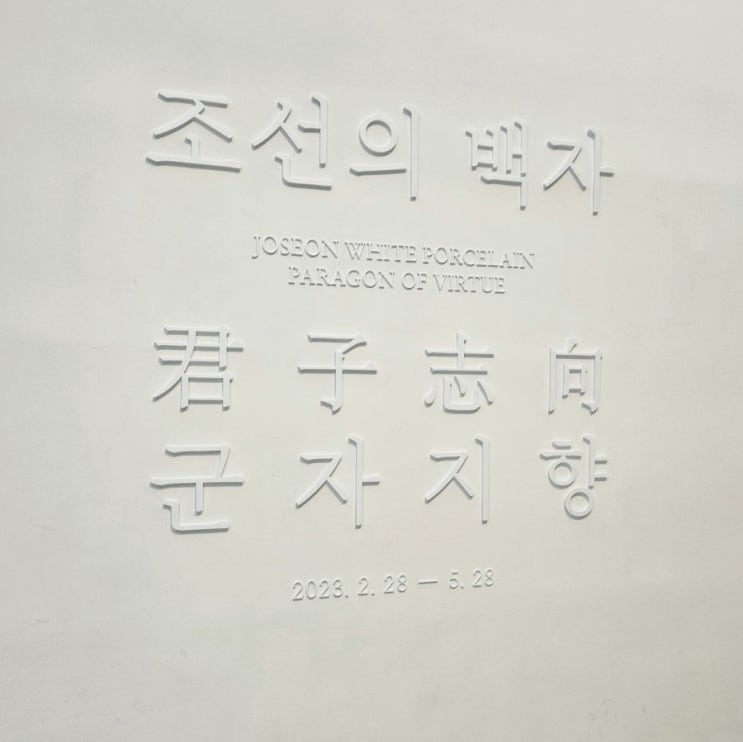 조선의 백자
JOSEON WHITE PORCELAIN
PARAGON OF VIRTUE
君子志向
군자지향
2023. 2. 28 — 5. 28